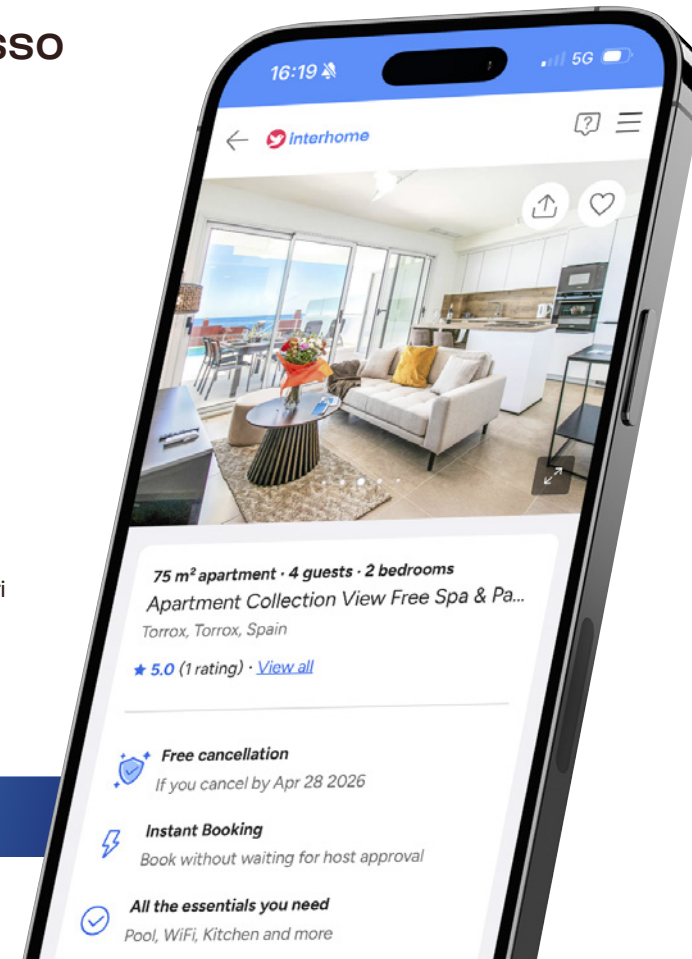 sso
16:19
5G
interhome
75 m² apartment · 4 guests · 2 bedrooms
Apartment Collection View Free Spa & Pa...
Torrox, Torrox, Spain
5.0 (1 rating) · View all
i
Free cancellation
If you cancel by Apr 28 2026
Instant Booking
Book without waiting for host approval
All the essentials you need
Pool, WiFi, Kitchen and more